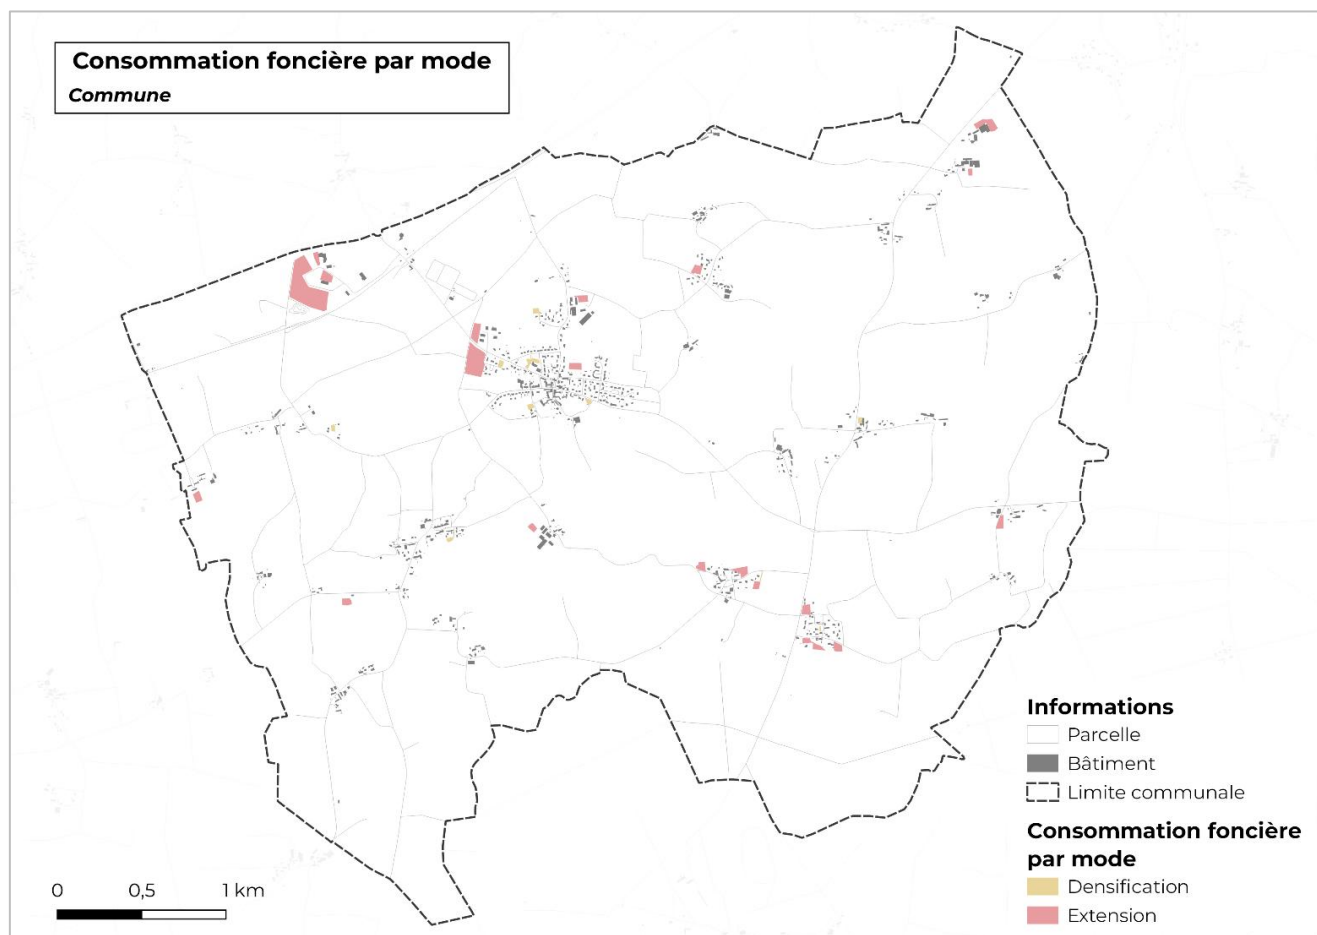 Consommation foncière par mode
Commune
Informations
Parcelle
Bâtiment
Limite communale
Consommation foncière
par mode
Densification
Extension
0 0,5 1 km